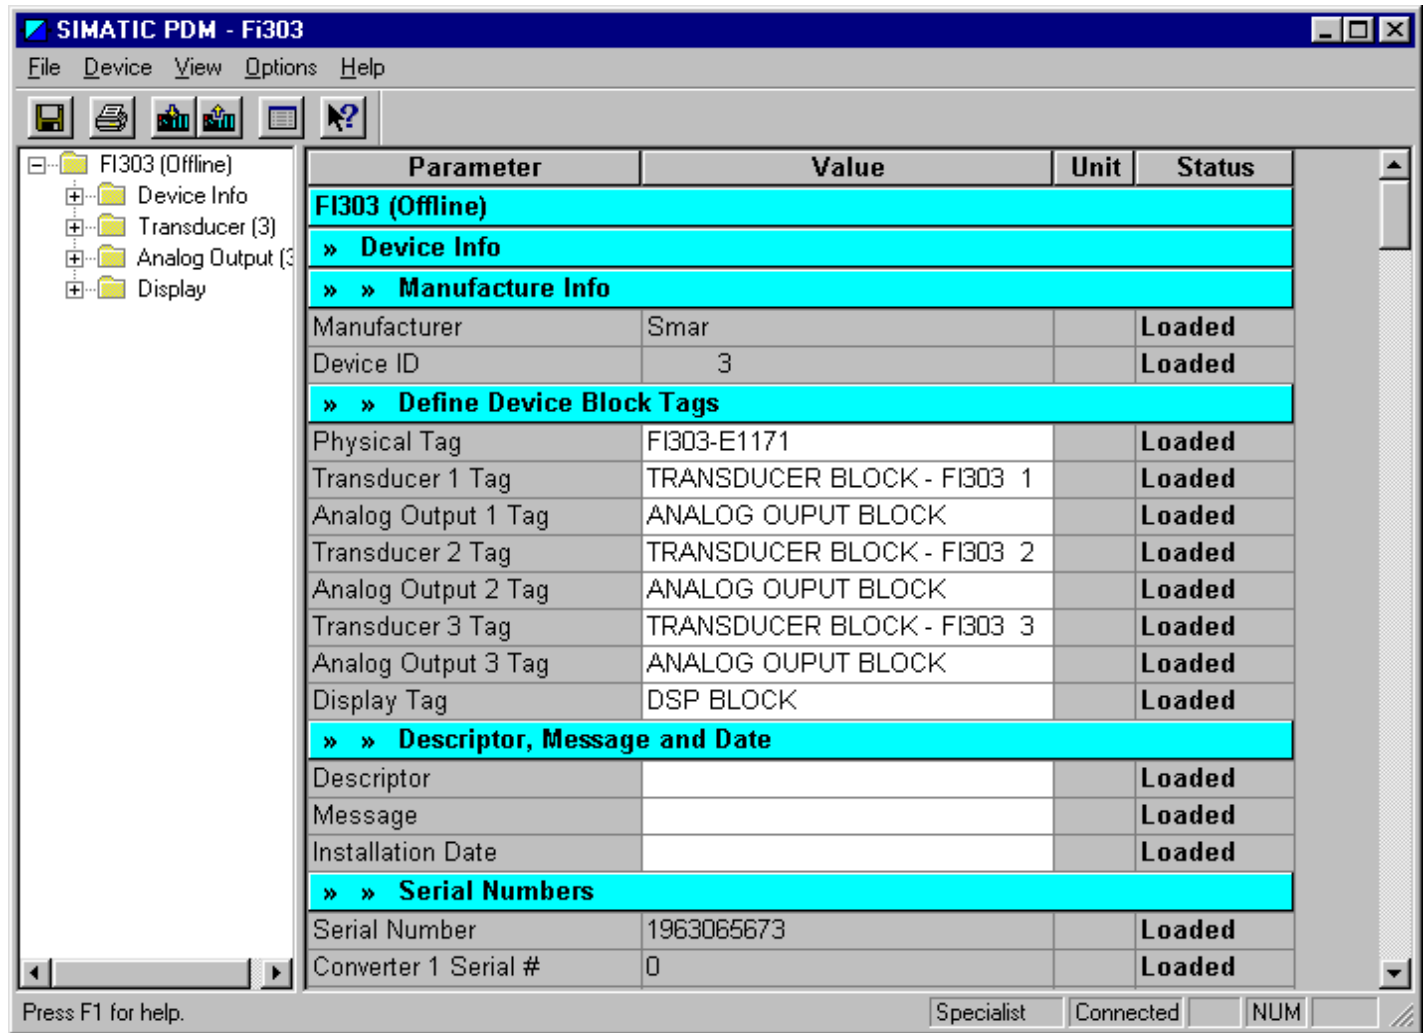 SIMATIC PDM - Fi303
File Device View Options Help
FI303 (Offline)
Device Info
Transducer (3)
Analog Output (3
Display
Parameter Value Unit Status
FI303 (Offline)
» Device Info
» » Manufacture Info
Manufacturer Smar Loaded
Device ID 3 Loaded
» » Define Device Block Tags
Physical Tag FI303-E1171 Loaded
Transducer 1 Tag TRANSDUCER BLOCK - FI303 1 Loaded
Analog Output 1 Tag ANALOG OUPUT BLOCK Loaded
Transducer 2 Tag TRANSDUCER BLOCK - FI303 2 Loaded
Analog Output 2 Tag ANALOG OUPUT BLOCK Loaded
Transducer 3 Tag TRANSDUCER BLOCK - FI303 3 Loaded
Analog Output 3 Tag ANALOG OUPUT BLOCK Loaded
Display Tag DSP BLOCK Loaded
» » Descriptor, Message and Date
Descriptor Loaded
Message Loaded
Installation Date Loaded
» » Serial Numbers
Serial Number 1963065673 Loaded
Converter 1 Serial # 0 Loaded
Press F1 for help. Specialist Connected NUM